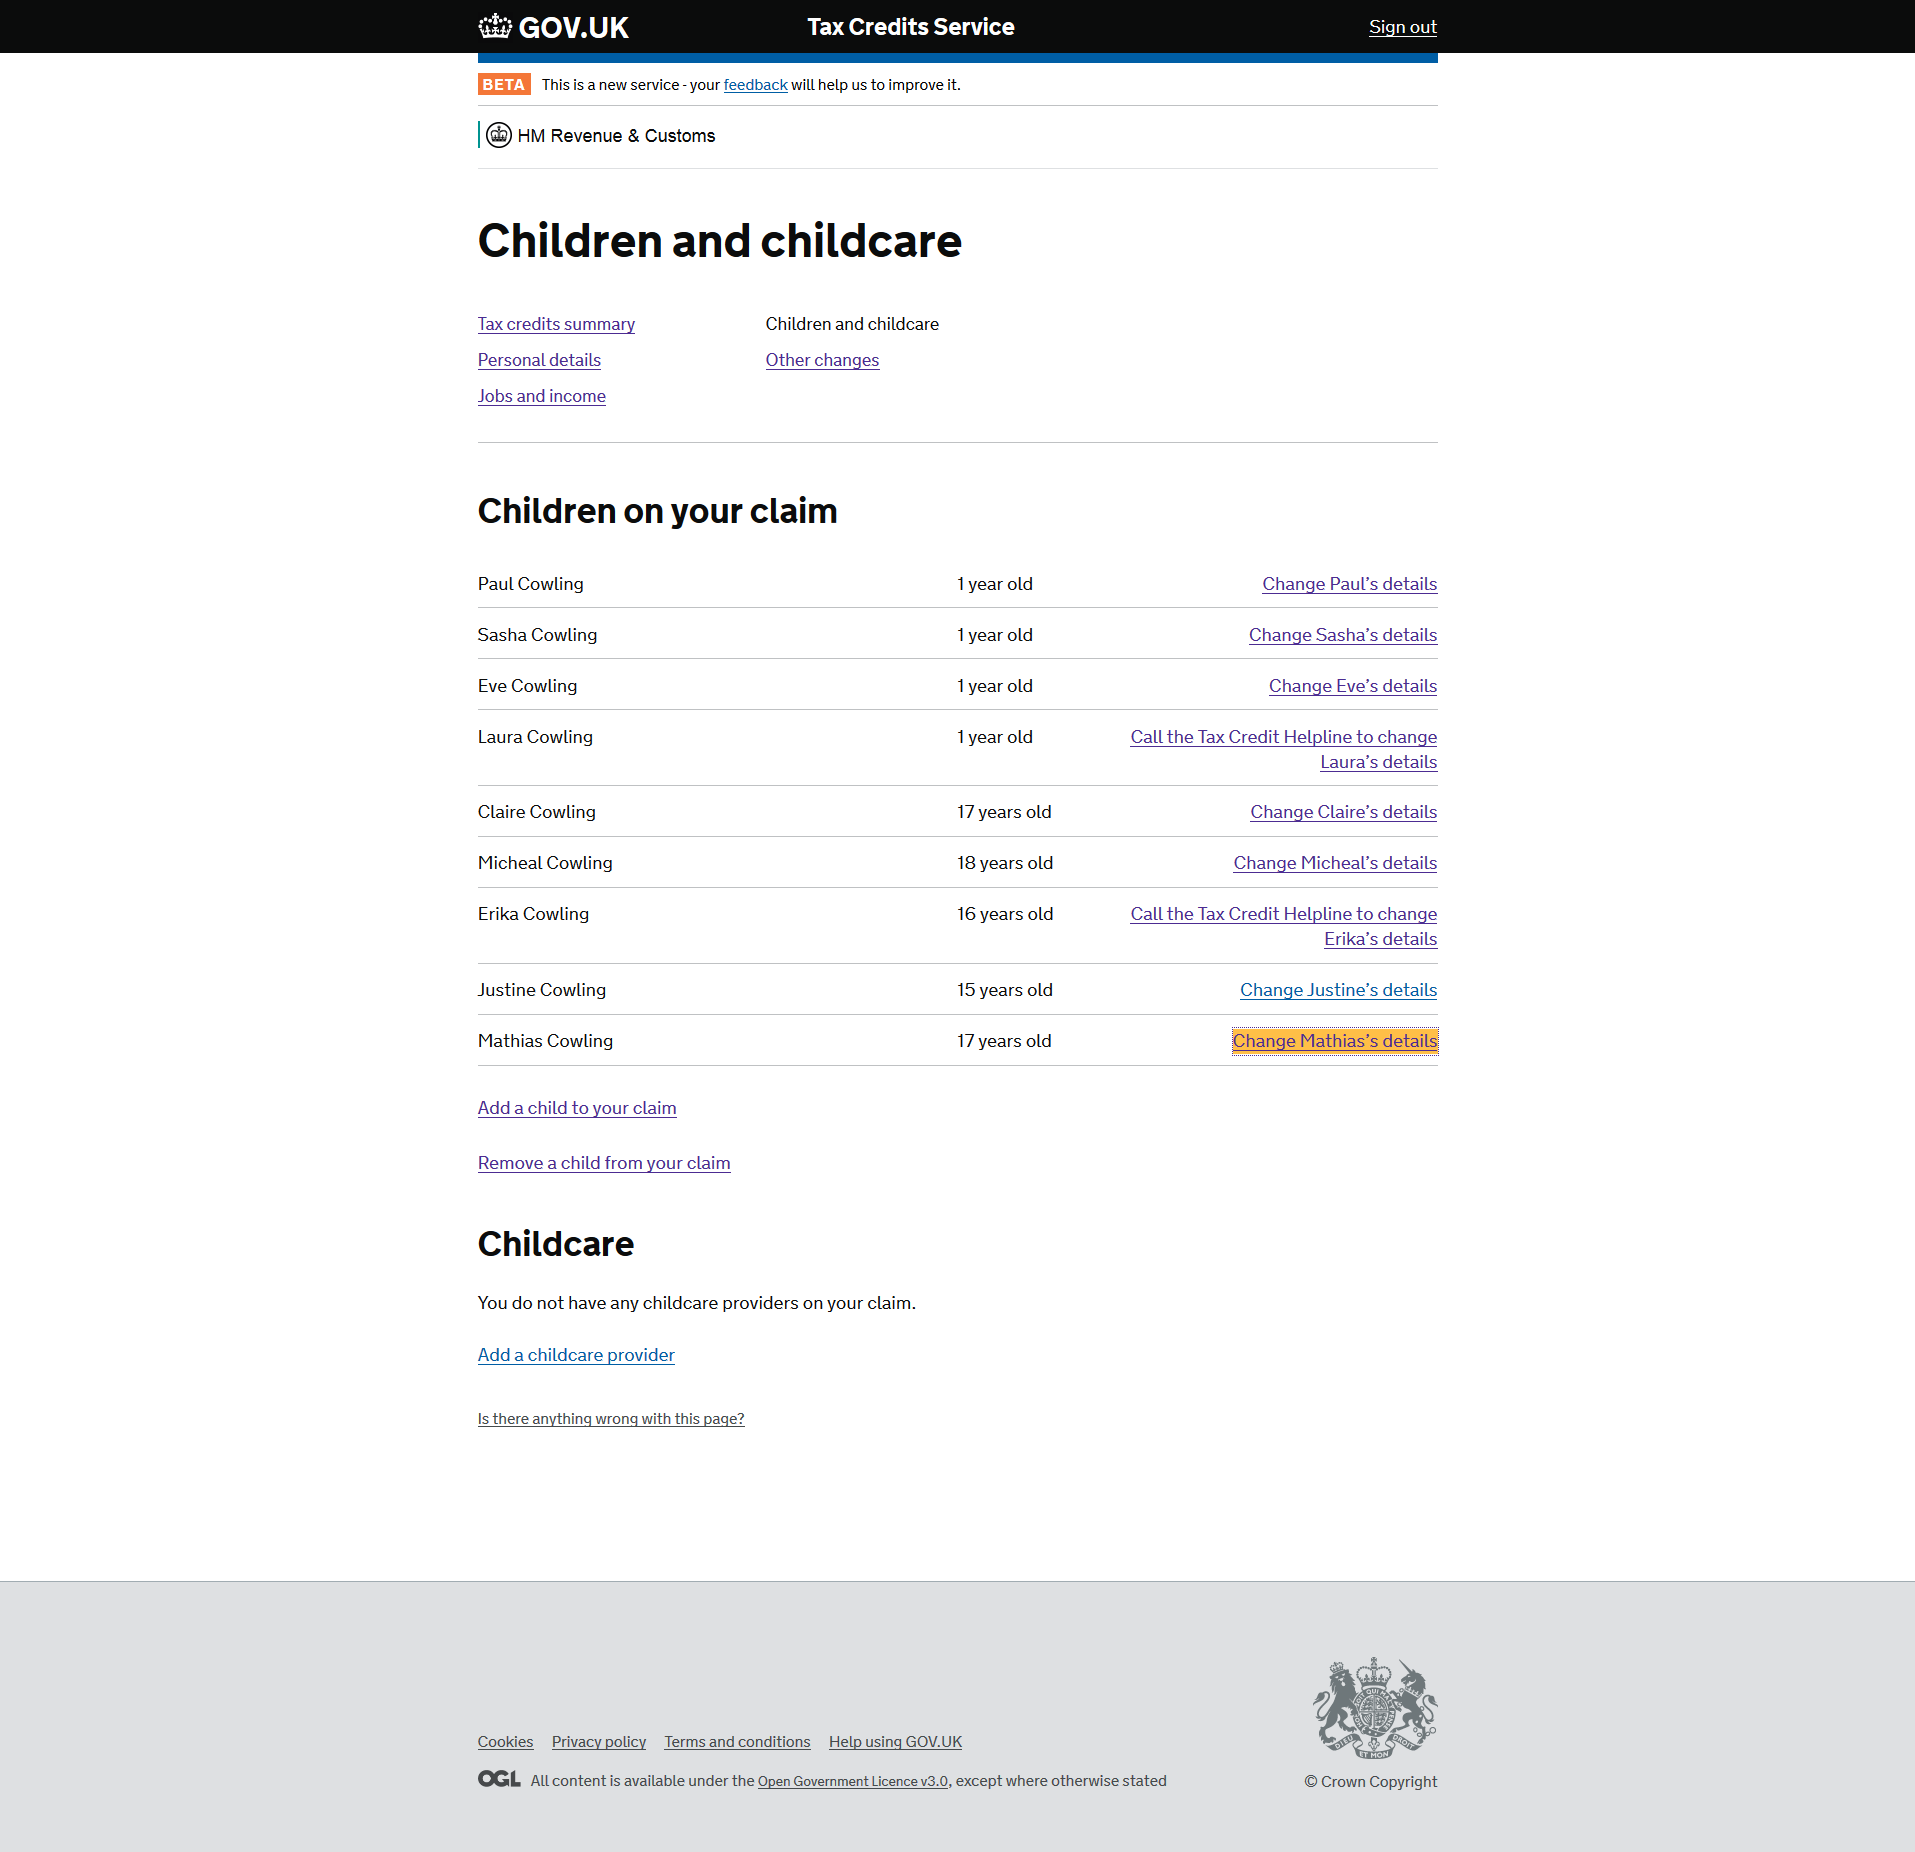 GOV.UK Tax Credits Service Sign out
BETA This is a new service - your feedback will help us to improve it.
HM Revenue & Customs
Children and childcare
Tax credits summary Children and childcare
Personal details Other changes
Jobs and income
Children on your claim
Paul Cowling 1 year old Change Paul’s details
Sasha Cowling 1 year old Change Sasha’s details
Eve Cowling 1 year old Change Eve’s details
Laura Cowling 1 year old Call the Tax Credit Helpline to change
Laura’s details
Claire Cowling 17 years old Change Claire’s details
Micheal Cowling 18 years old Change Micheal’s details
Erika Cowling 16 years old Call the Tax Credit Helpline to change
Erika’s details
Justine Cowling 15 years old Change Justine’s details
Mathias Cowling 17 years old Change Mathias’s details
Add a child to your claim
Remove a child from your claim
Childcare
You do not have any childcare providers on your claim.
Add a childcare provider
Is there anything wrong with this page?
Cookies Privacy policy Terms and conditions Help using GOV.UK
OGL All content is available under the Open Government Licence v3.0, except where otherwise stated
DIEU ET MON DROIT
© Crown Copyright